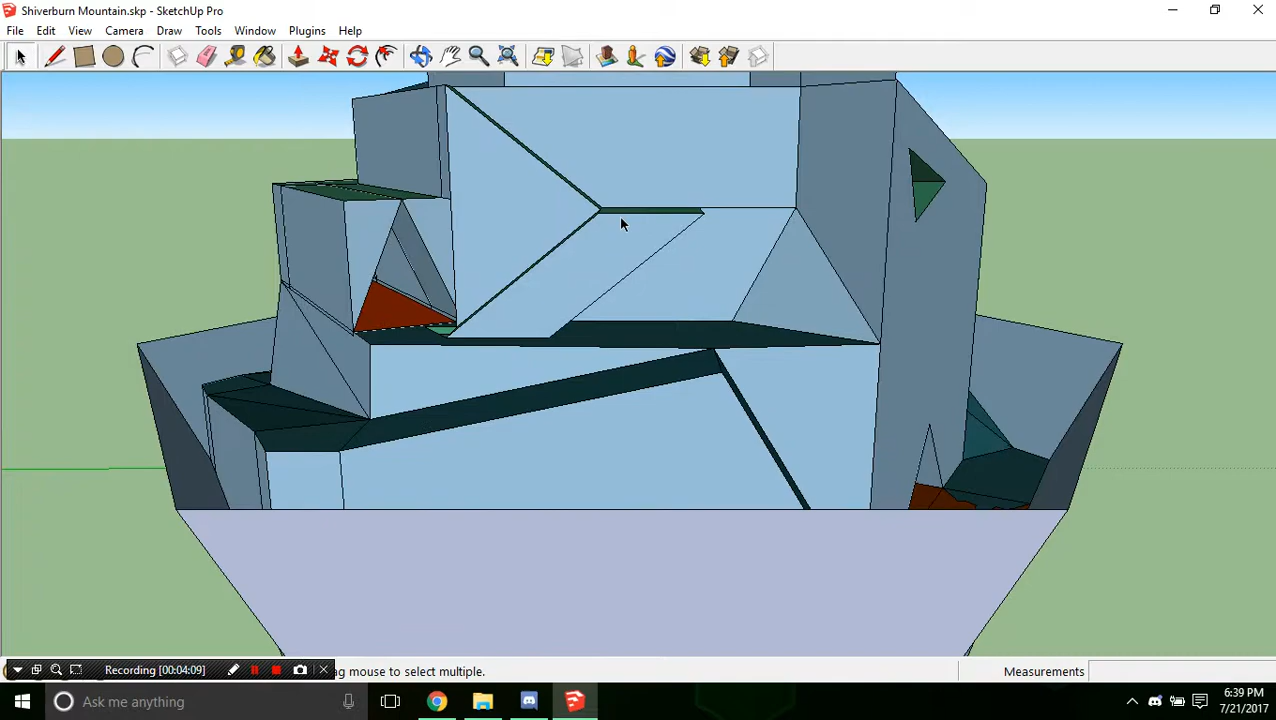 Shiverburn Mountain.skp - SketchUp Pro
File Edit View Camera Draw Tools Window Plugins Help
Recording [00:04:09]
ag mouse to select multiple.
Measurements
Ask me anything
6:39 PM
7/21/2017